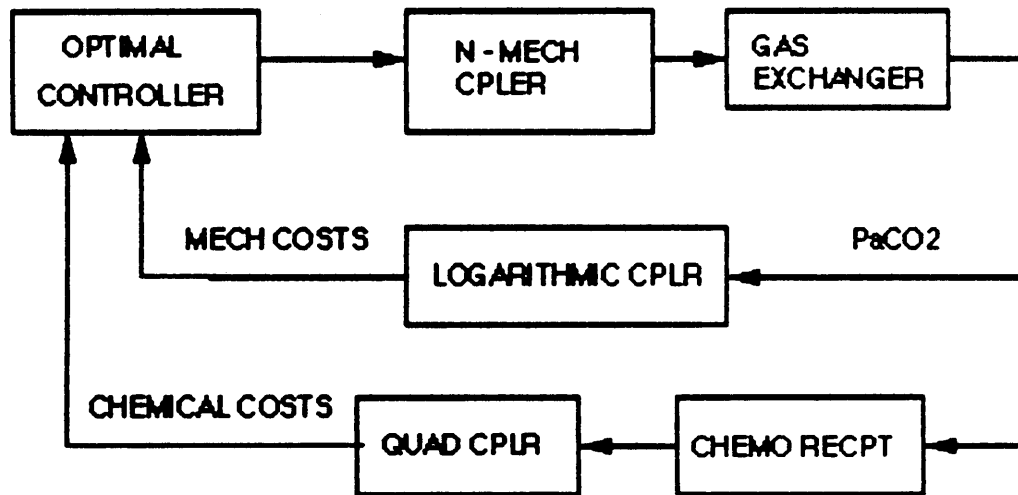 OPTIMAL
CONTROLLER
N - MECH
CPLER
GAS
EXCHANGER
MECH COSTS
LOGARITHMIC CPLR
PaCO2
CHEMICAL COSTS
QUAD CPLR
CHEMO RECPT